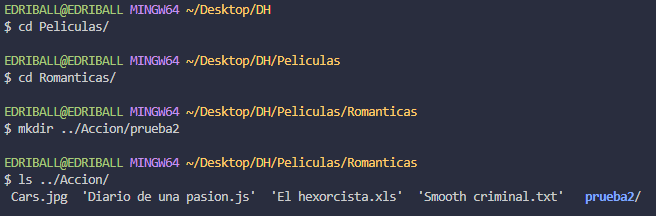 EDRIBALL@EDRIBALL MINGW64 ~/Desktop/DH
$ cd Peliculas/
EDRIBALL@EDRIBALL MINGW64 ~/Desktop/DH/Peliculas
$ cd Romanticas/
EDRIBALL@EDRIBALL MINGW64 ~/Desktop/DH/Peliculas/Romanticas
$ mkdir ../Accion/prueba2
EDRIBALL@EDRIBALL MINGW64 ~/Desktop/DH/Peliculas/Romanticas
$ ls ../Accion/
Cars.jpg 'Diario de una pasion.js' 'El hexorcista.xls' 'Smooth criminal.txt' prueba2/